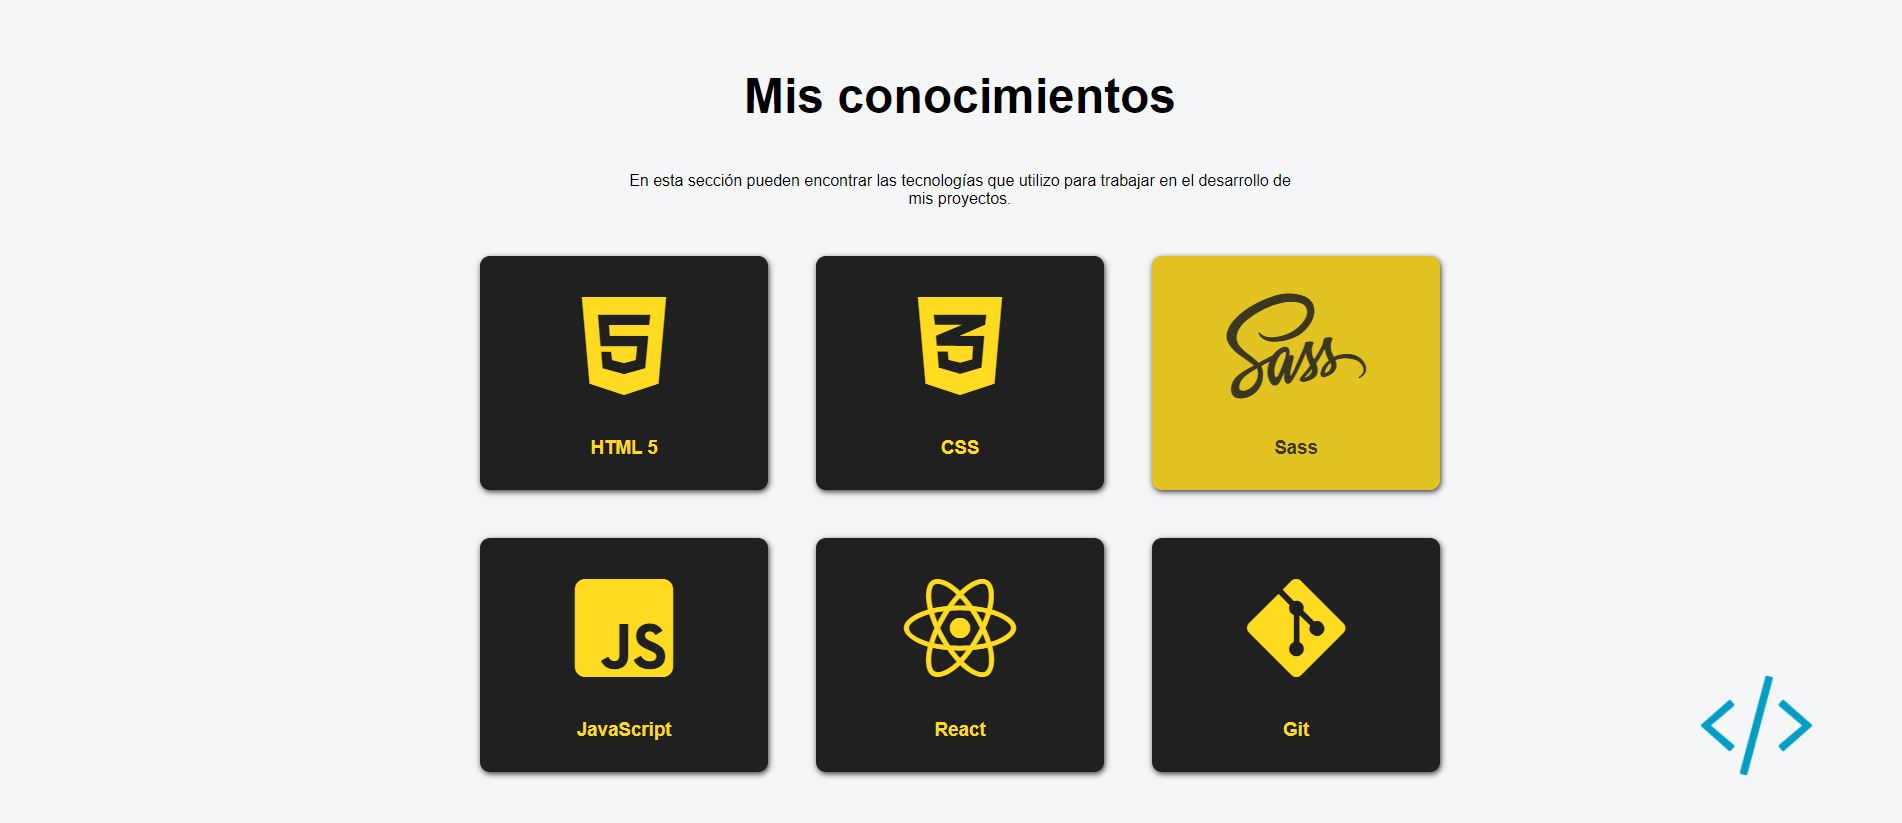 Mis conocimientos
En esta sección pueden encontrar las tecnologías que utilizo para trabajar en el desarrollo de
mis proyectos.
5
3
Sass
HTML 5
CSS
Sass
JS
JavaScript
React
Git
</>